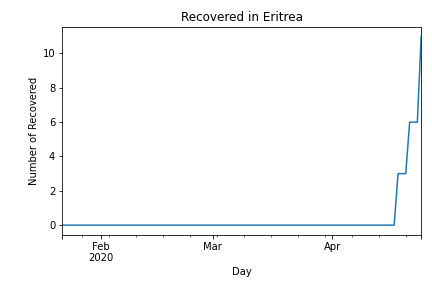 Recovered in Eritrea
Number of Recovered
10
8
6
4
2
0
Feb
2020
Mar
Apr
Day